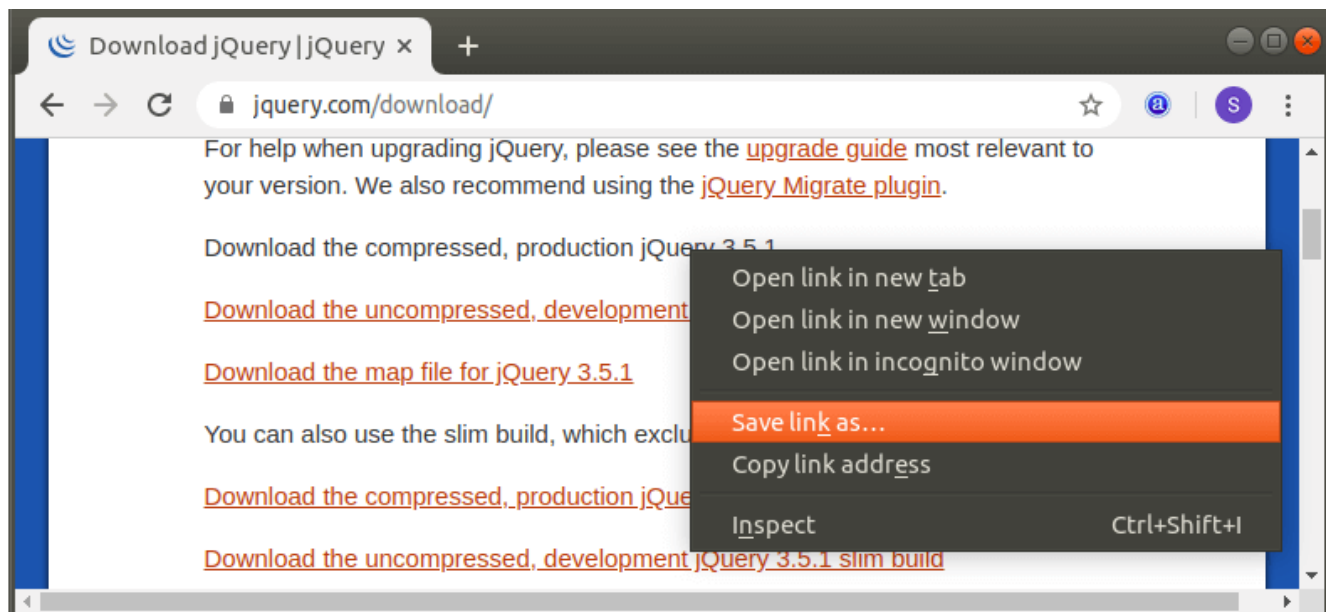 Download jQuery | jQuery ×
+
jquery.com/download/
a
S
For help when upgrading jQuery, please see the upgrade guide most relevant to
your version. We also recommend using the jQuery Migrate plugin.
Download the compressed, production jQuery 3.5.1
Download the uncompressed, development
Download the map file for jQuery 3.5.1
You can also use the slim build, which exclu
Download the compressed, production jQue
Download the uncompressed, development jQuery 3.5.1 slim build
Open link in new tab
Open link in new window
Open link in incognito window
Save link as...
Copy link address
Inspect Ctrl+Shift+I